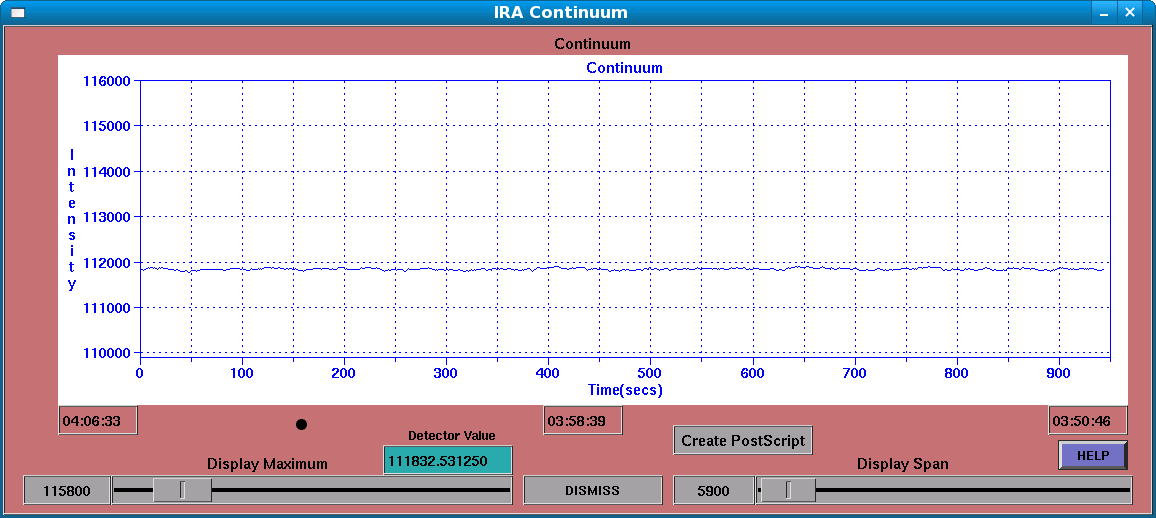 IRA Continuum
Continuum
Continuum
116000
115000
114000
113000
112000
111000
110000
Intensity
0 100 200 300 400 500 600 700 800 900
Time(secs)
04:06:33 03:58:39 03:50:46
Detector Value
111832.531250
Create PostScript
HELP
Display Maximum
Display Span
115800
DISMISS
5900